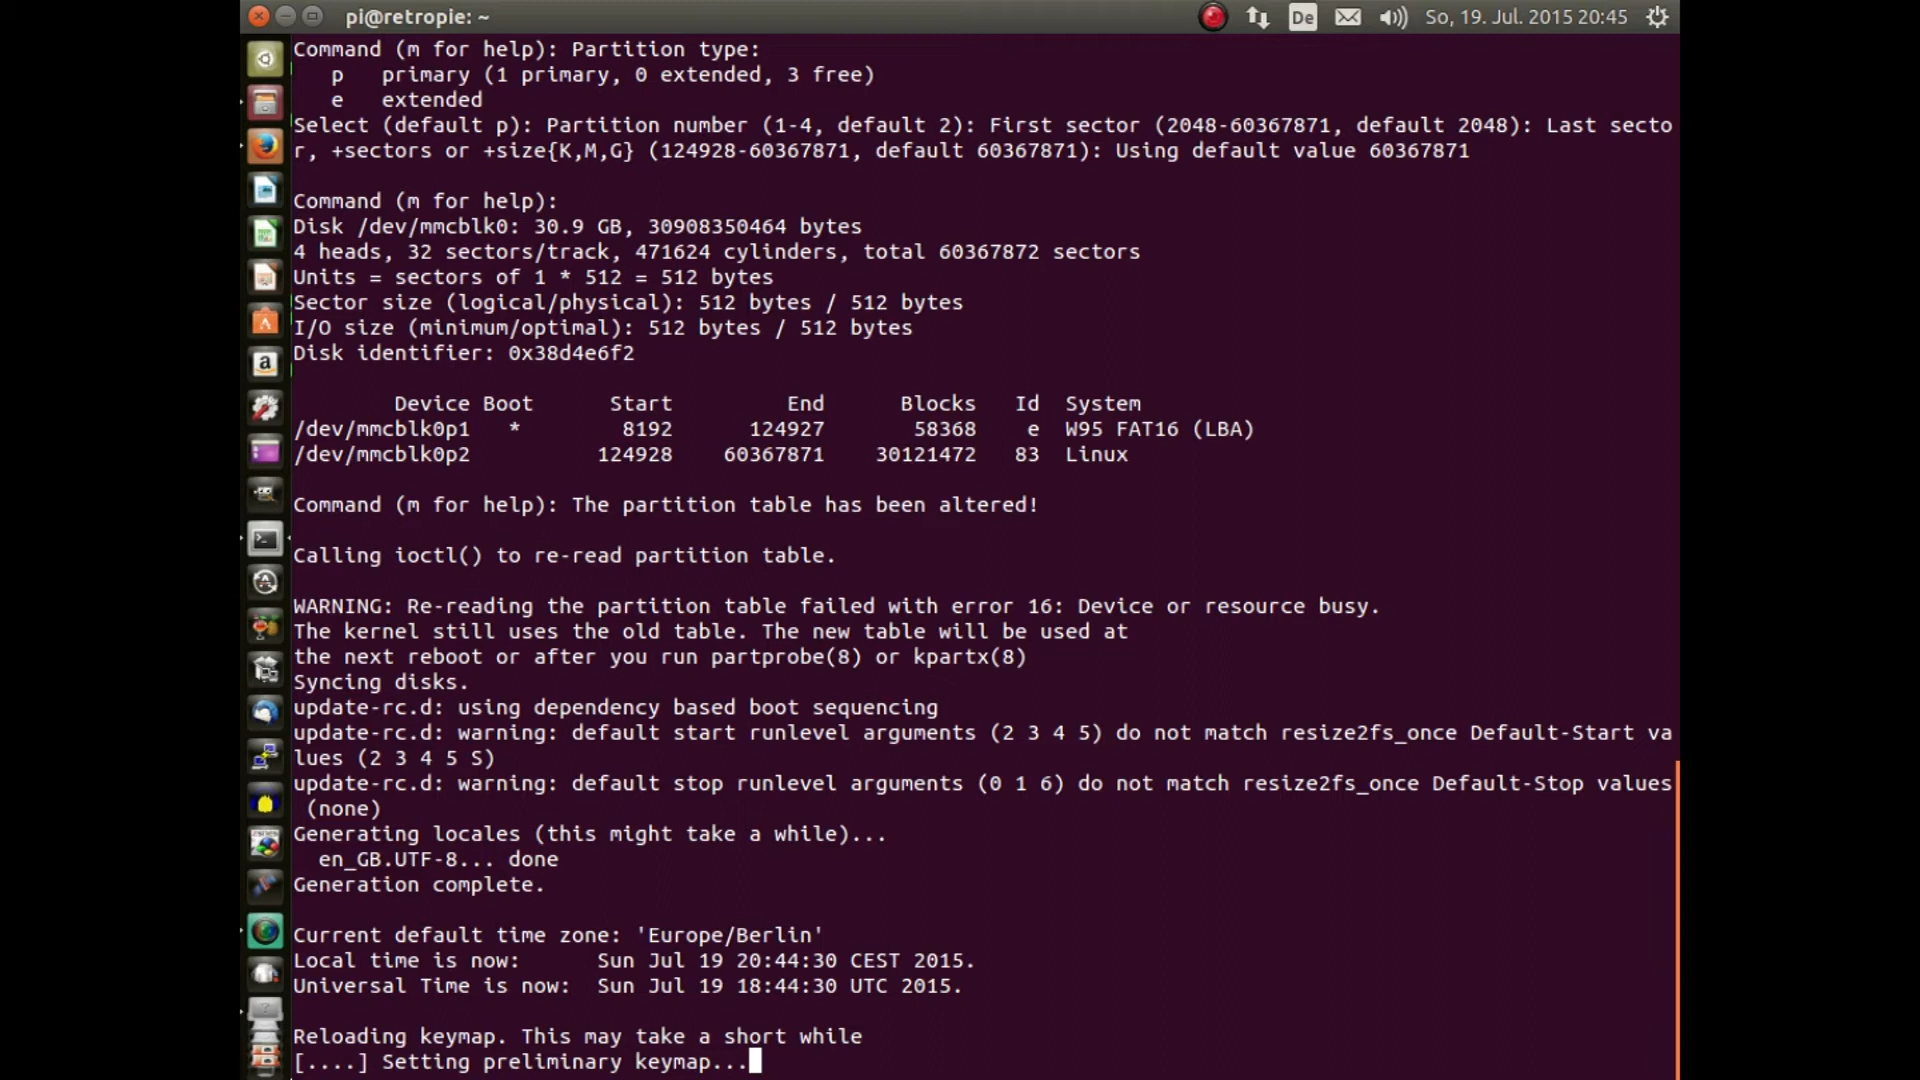 pi@retropie: ~
De
So, 19. Jul. 2015 20:45
Command (m for help): Partition type:
   p   primary (1 primary, 0 extended, 3 free)
   e   extended
Select (default p): Partition number (1-4, default 2): First sector (2048-60367871, default 2048): Last secto
r, +sectors or +size{K,M,G} (124928-60367871, default 60367871): Using default value 60367871
Command (m for help):
Disk /dev/mmcblk0: 30.9 GB, 30908350464 bytes
4 heads, 32 sectors/track, 471624 cylinders, total 60367872 sectors
Units = sectors of 1 * 512 = 512 bytes
Sector size (logical/physical): 512 bytes / 512 bytes
I/O size (minimum/optimal): 512 bytes / 512 bytes
Disk identifier: 0x38d4e6f2
        Device Boot      Start         End      Blocks   Id  System
/dev/mmcblk0p1   *        8192      124927       58368    e  W95 FAT16 (LBA)
/dev/mmcblk0p2          124928    60367871    30121472   83  Linux
Command (m for help): The partition table has been altered!
Calling ioctl() to re-read partition table.
WARNING: Re-reading the partition table failed with error 16: Device or resource busy.
The kernel still uses the old table. The new table will be used at
the next reboot or after you run partprobe(8) or kpartx(8)
Syncing disks.
update-rc.d: using dependency based boot sequencing
update-rc.d: warning: default start runlevel arguments (2 3 4 5) do not match resize2fs_once Default-Start va
lues (2 3 4 5 S)
update-rc.d: warning: default stop runlevel arguments (0 1 6) do not match resize2fs_once Default-Stop values
 (none)
Generating locales (this might take a while)...
  en_GB.UTF-8... done
Generation complete.
Current default time zone: 'Europe/Berlin'
Local time is now:      Sun Jul 19 20:44:30 CEST 2015.
Universal Time is now:  Sun Jul 19 18:44:30 UTC 2015.
Reloading keymap. This may take a short while
[....] Setting preliminary keymap...